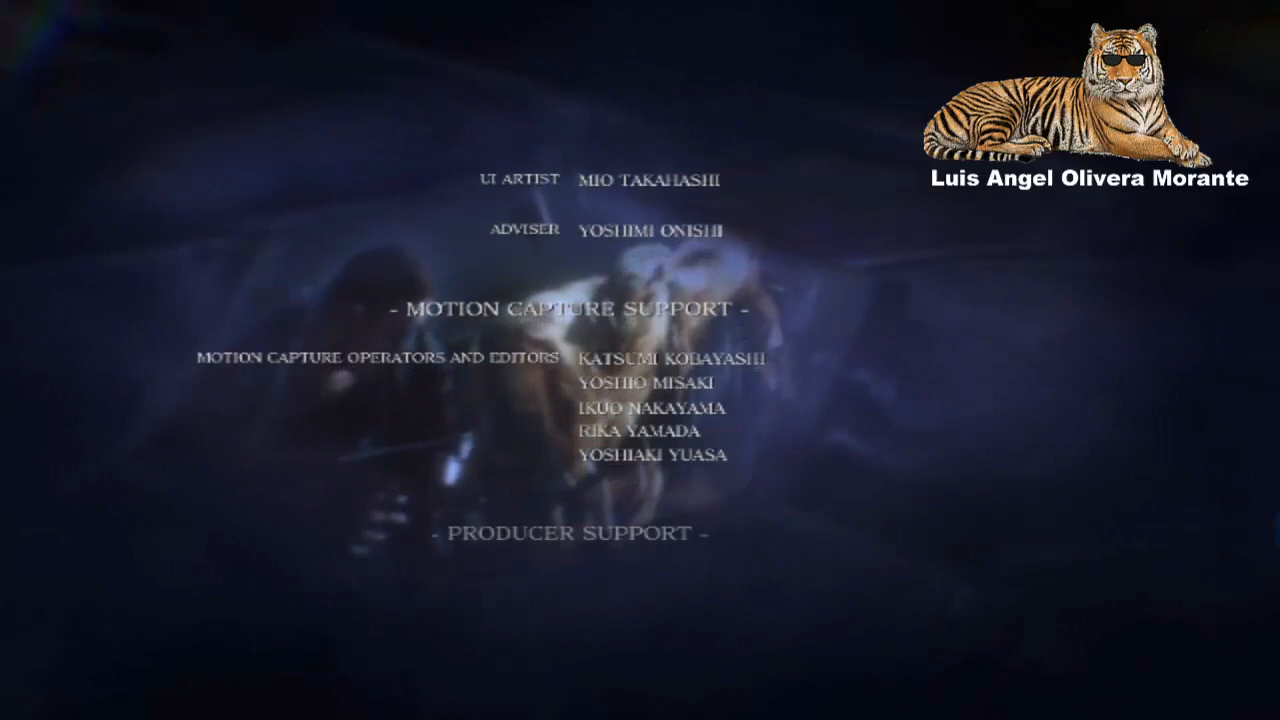 Luis Angel Olivera Morante
UI ARTIST MIO TAKAHASHI
ADVISER YOSHIMI ONISHI
- MOTION CAPTURE SUPPORT -
MOTION CAPTURE OPERATORS AND EDITORS KATSUMI KOBAYASHI
YOSHIO MISAKI
IKUO NAKAYAMA
RIKA YAMADA
YOSHIAKI YUASA
- PRODUCER SUPPORT -